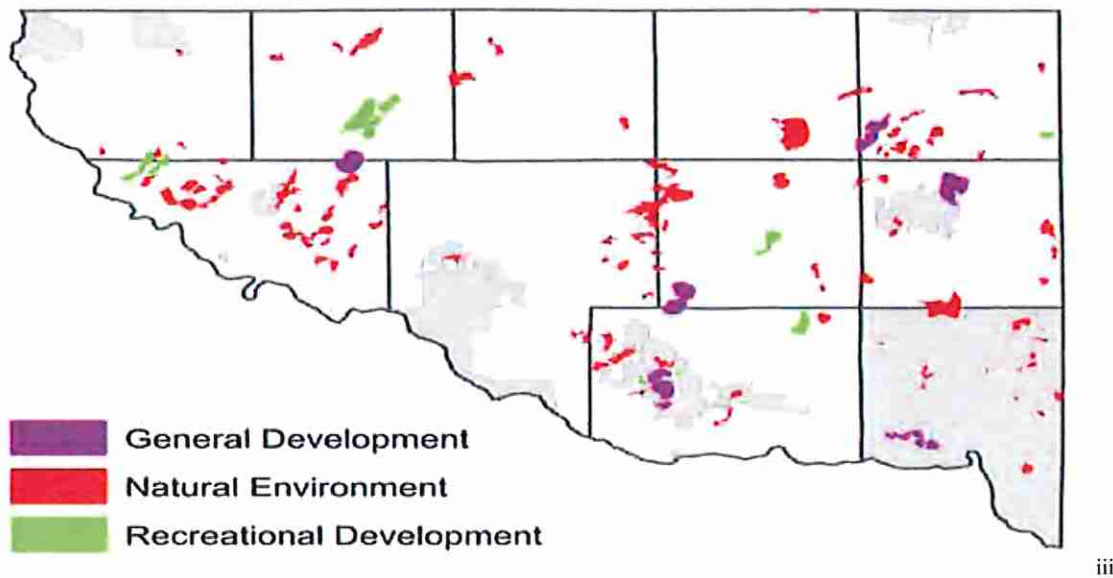 General Development
Natural Environment
Recreational Development
iii